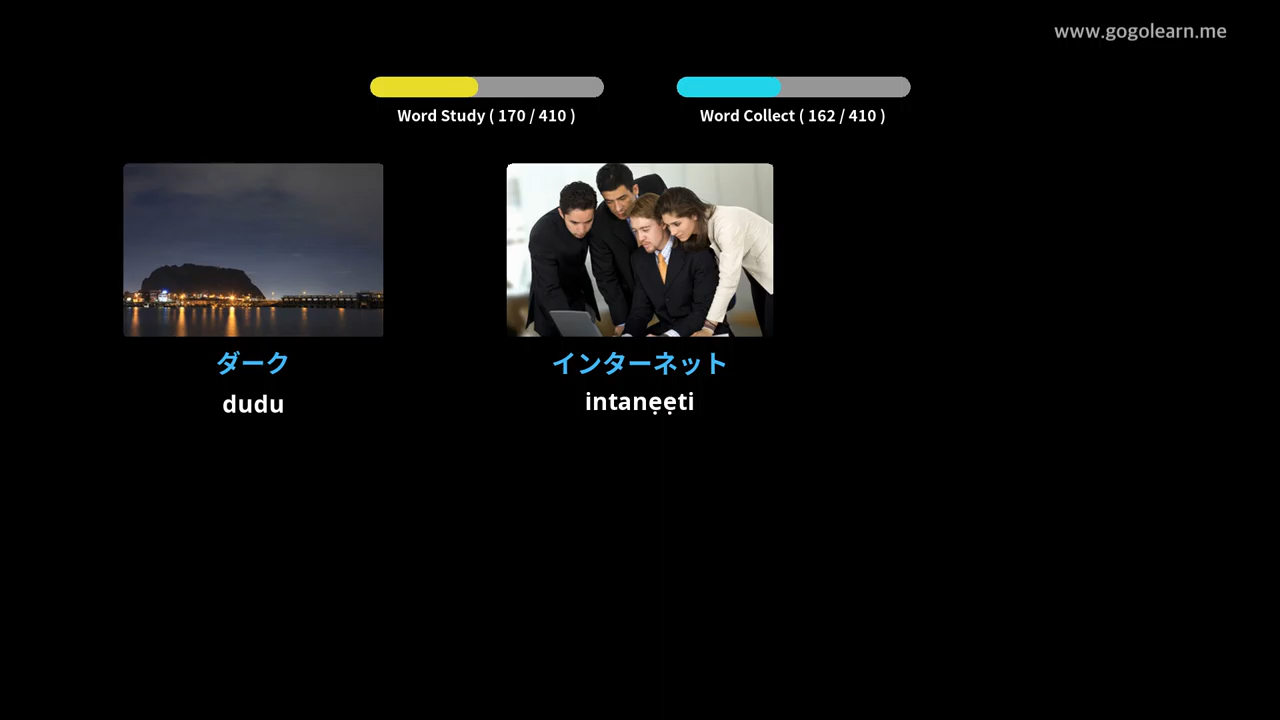 www.gogolearn.me
Word Study ( 170 / 410 )
Word Collect ( 162 / 410 )
ダーク
インターネット
dudu
intanẹẹti